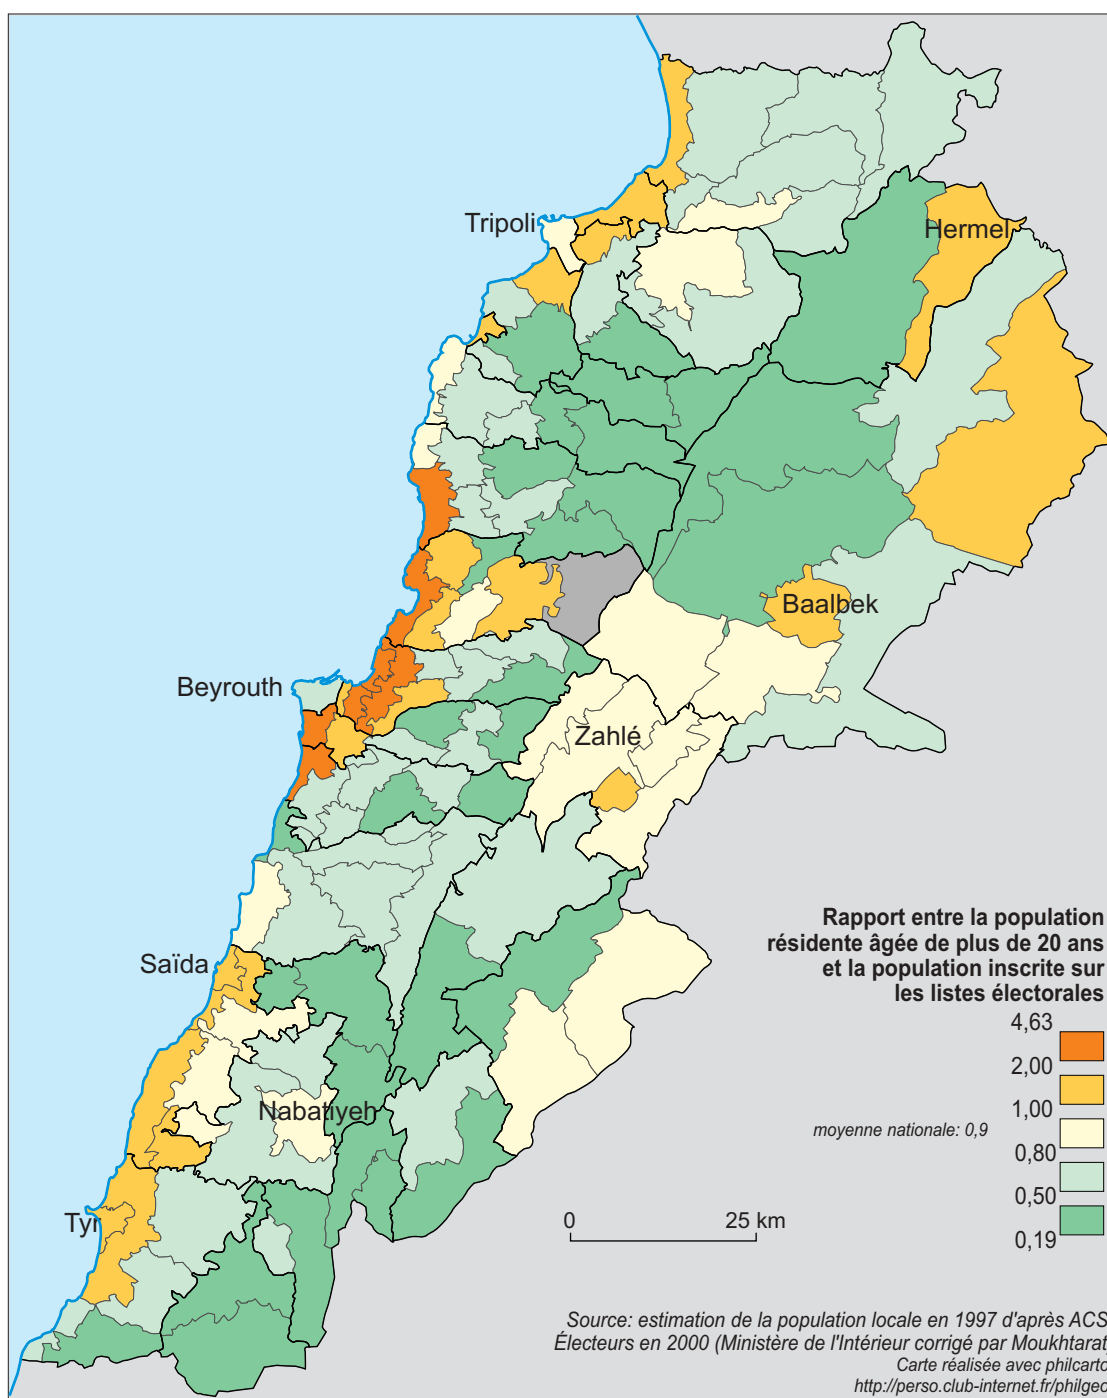 Tripoli
Hermel
Baalbek
Beyrouth
Zahlé
Saïda
Nabatiyeh
Tyr
Rapport entre la population
résidente âgée de plus de 20 ans
et la population inscrite sur
les listes électorales
4,63
2,00
1,00
moyenne nationale: 0,9
0,80
0,50
0,19
0 25 km
Source: estimation de la population locale en 1997 d'après ACS
Électeurs en 2000 (Ministère de l'Intérieur corrigé par Moukhtarat
Carte réalisée avec philcarto
http://perso.club-internet.fr/philgeo